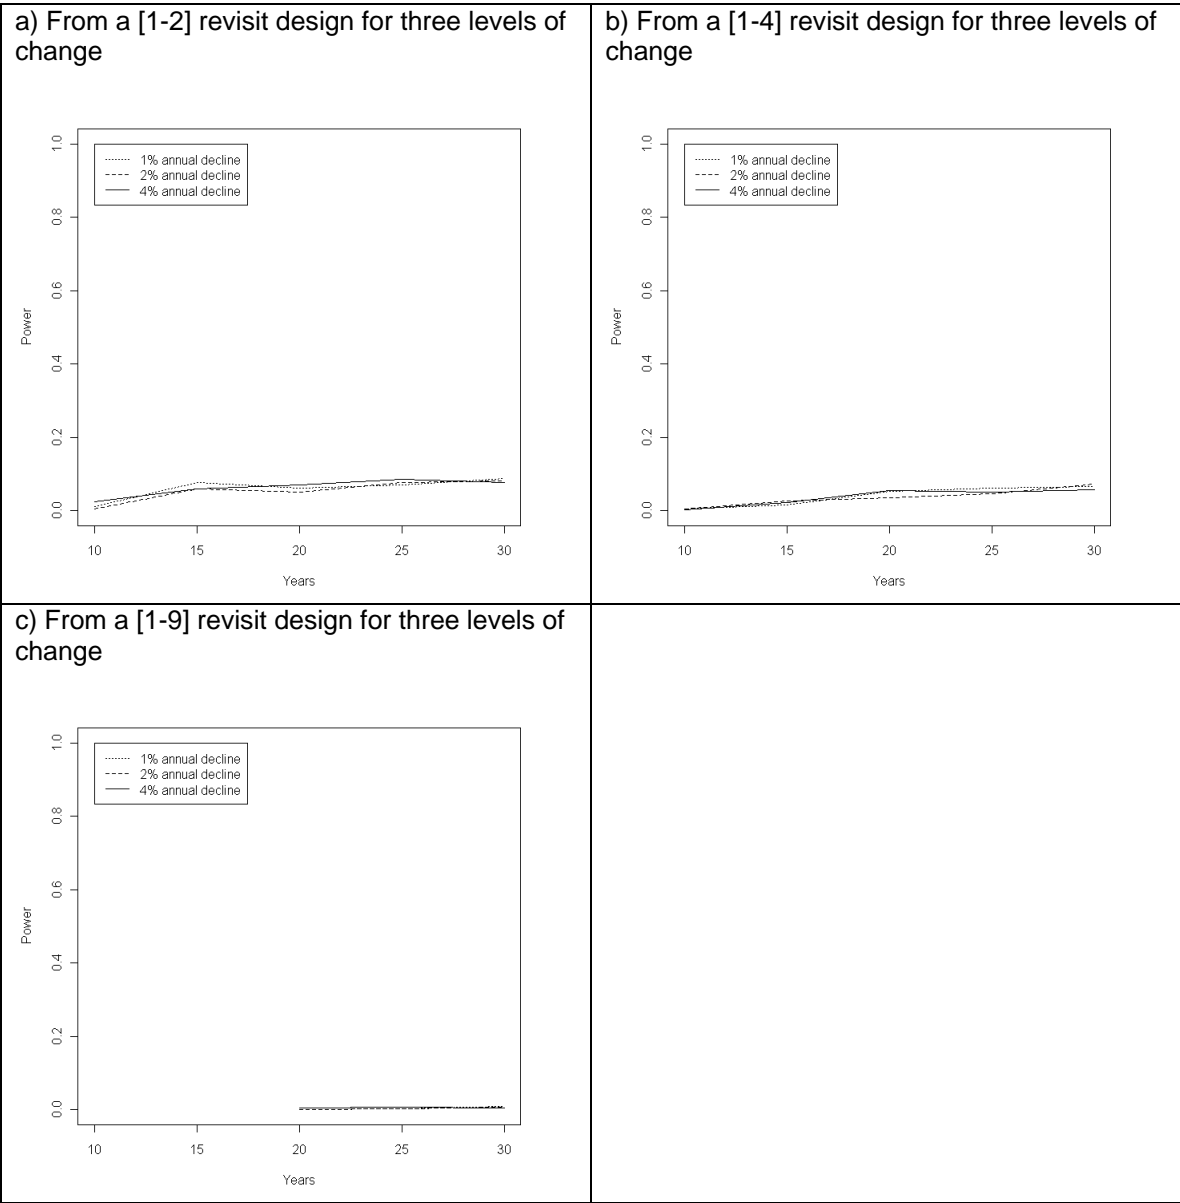 a) From a [1-2] revisit design for three levels of
change
1.0
0.8
0.6
0.4
0.2
0.0
Power
1% annual decline
2% annual decline
4% annual decline
10 15 20 25 30
Years
b) From a [1-4] revisit design for three levels of
change
1.0
0.8
0.6
0.4
0.2
0.0
Power
1% annual decline
2% annual decline
4% annual decline
10 15 20 25 30
Years
c) From a [1-9] revisit design for three levels of
change
1.0
0.8
0.6
0.4
0.2
0.0
Power
1% annual decline
2% annual decline
4% annual decline
10 15 20 25 30
Years